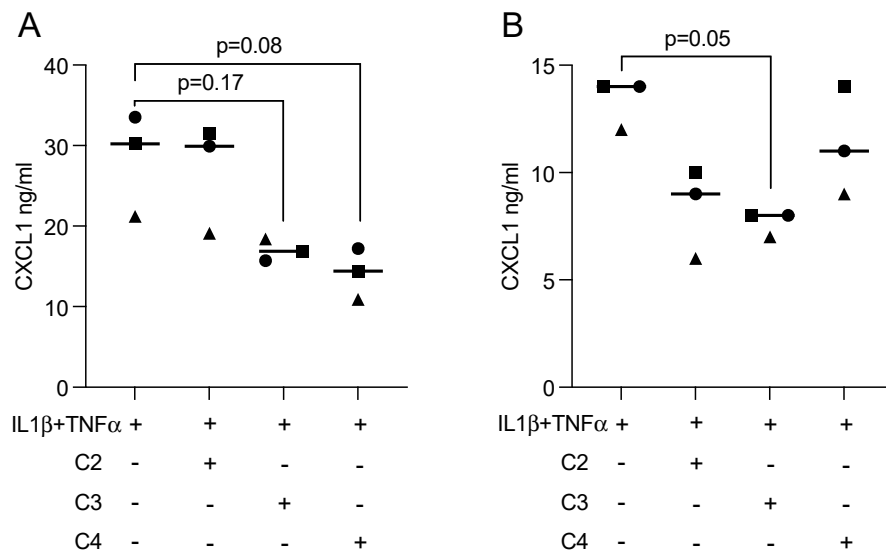 A
p=0.08
p=0.17
CXCL1 ng/ml
40
30
20
10
0
IL1β+TNFα + + + +
C2 - + - -
C3 - - + -
C4 - - - +
B
p=0.05
CXCL1 ng/ml
15
10
5
0
IL1β+TNFα + + + +
C2 - + - -
C3 - - + -
C4 - - - +